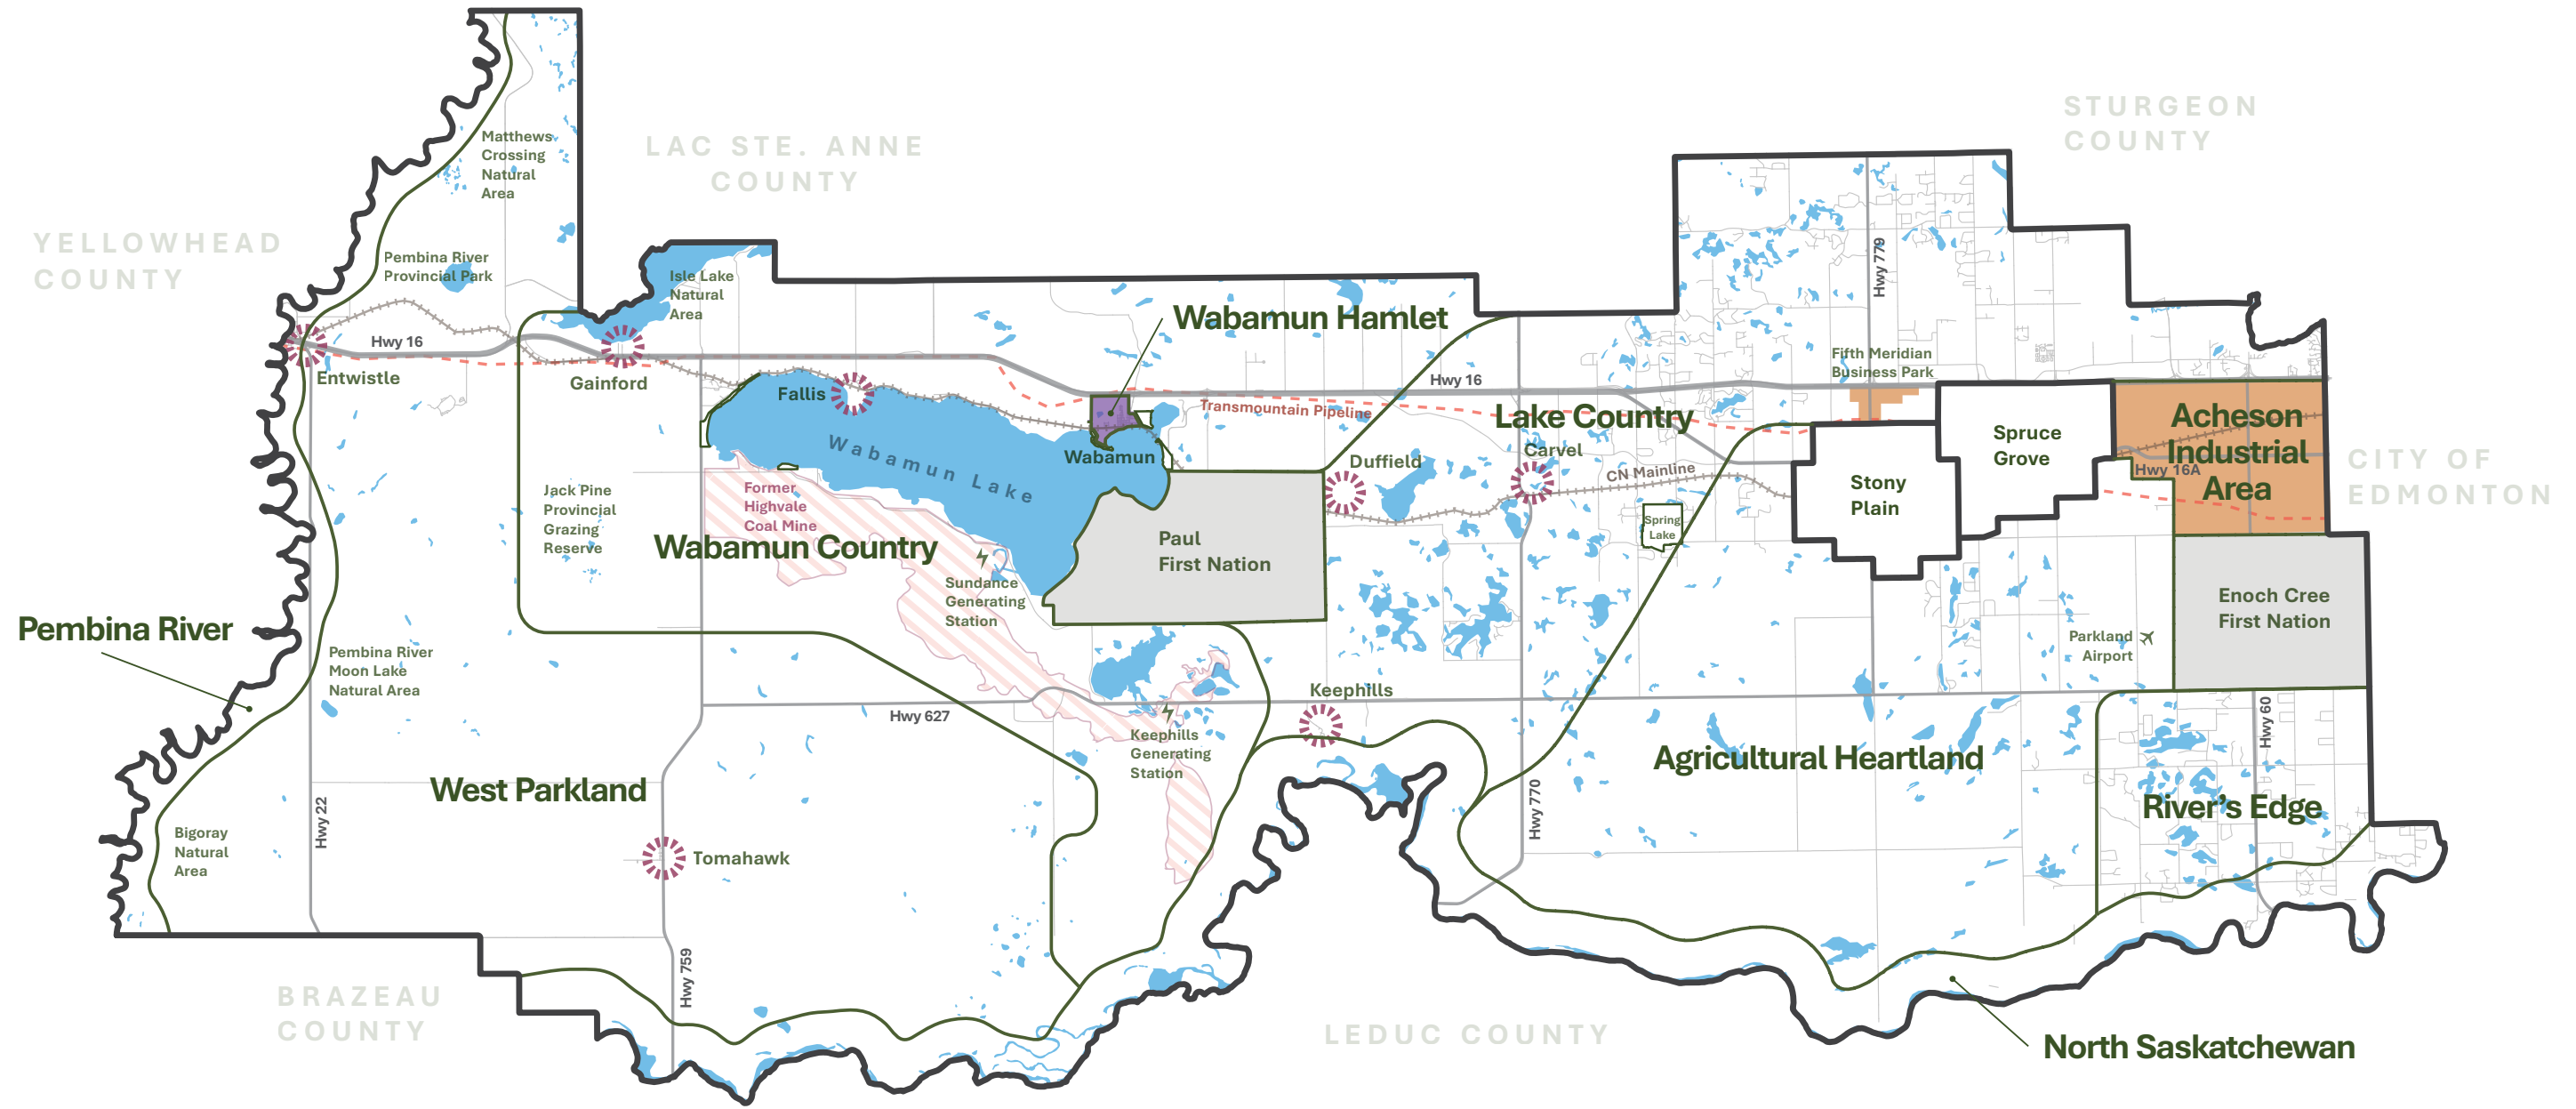 STURGEON
COUNTY
LAC STE. ANNE
COUNTY
Matthews
Crossing
Natural
Area
YELLOWHEAD
COUNTY
Pembina River
Provincial Park
Isle Lake
Natural
Area
Hwy 779
Wabamun Hamlet
Hwy 16
Entwistle
Gainford
Fallis
Hwy 16
Fifth Meridian
Business Park
Transmountain Pipeline
Lake Country
Acheson
Industrial
Area
Hwy 16A
Spruce
Grove
Wabamun Lake
Wabamun
Duffield
Carvel
CN Mainline
CITY OF
EDMONTON
Stony
Plain
Jack Pine
Provincial
Grazing
Reserve
Former
Highvale
Coal Mine
Wabamun Country
Spring
Lake
Paul
First Nation
Sundance
Generating
Station
Enoch Cree
First Nation
Pembina River
Parkland
Airport
Pembina River
Moon Lake
Natural Area
Keephills
Hwy 627
Hwy 60
Keephills
Generating
Station
Agricultural Heartland
West Parkland
River's Edge
Hwy 22
Hwy 770
Bigoray
Natural
Area
Tomahawk
Hwy 759
BRAZEAU
COUNTY
LEDUC COUNTY
North Saskatchewan